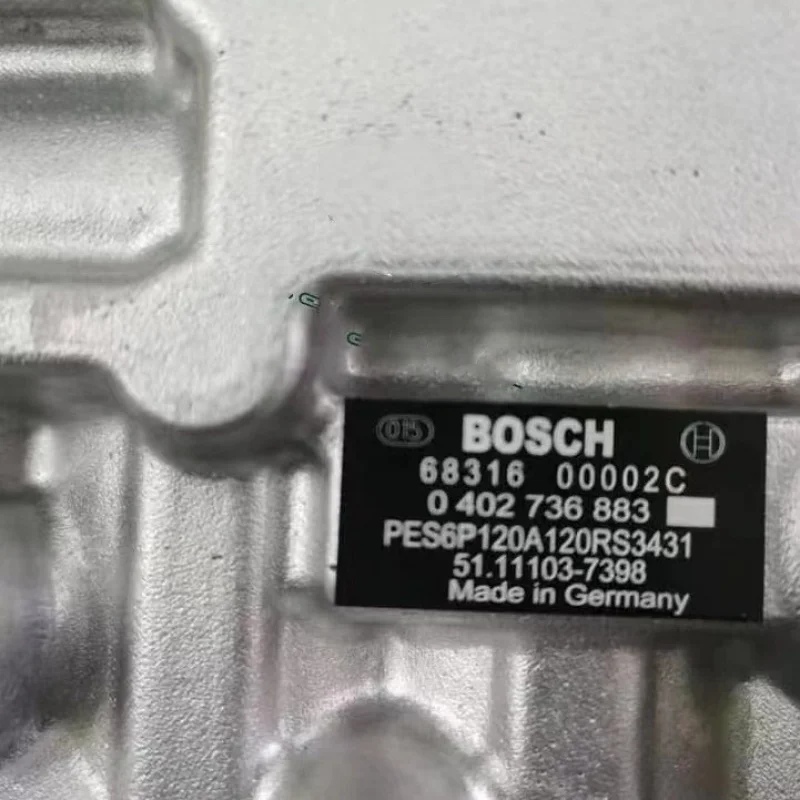 BOSCH
68316 00002C
0 402 736 883
PES6P120A120RS3431
51.11103-7398
Made in Germany